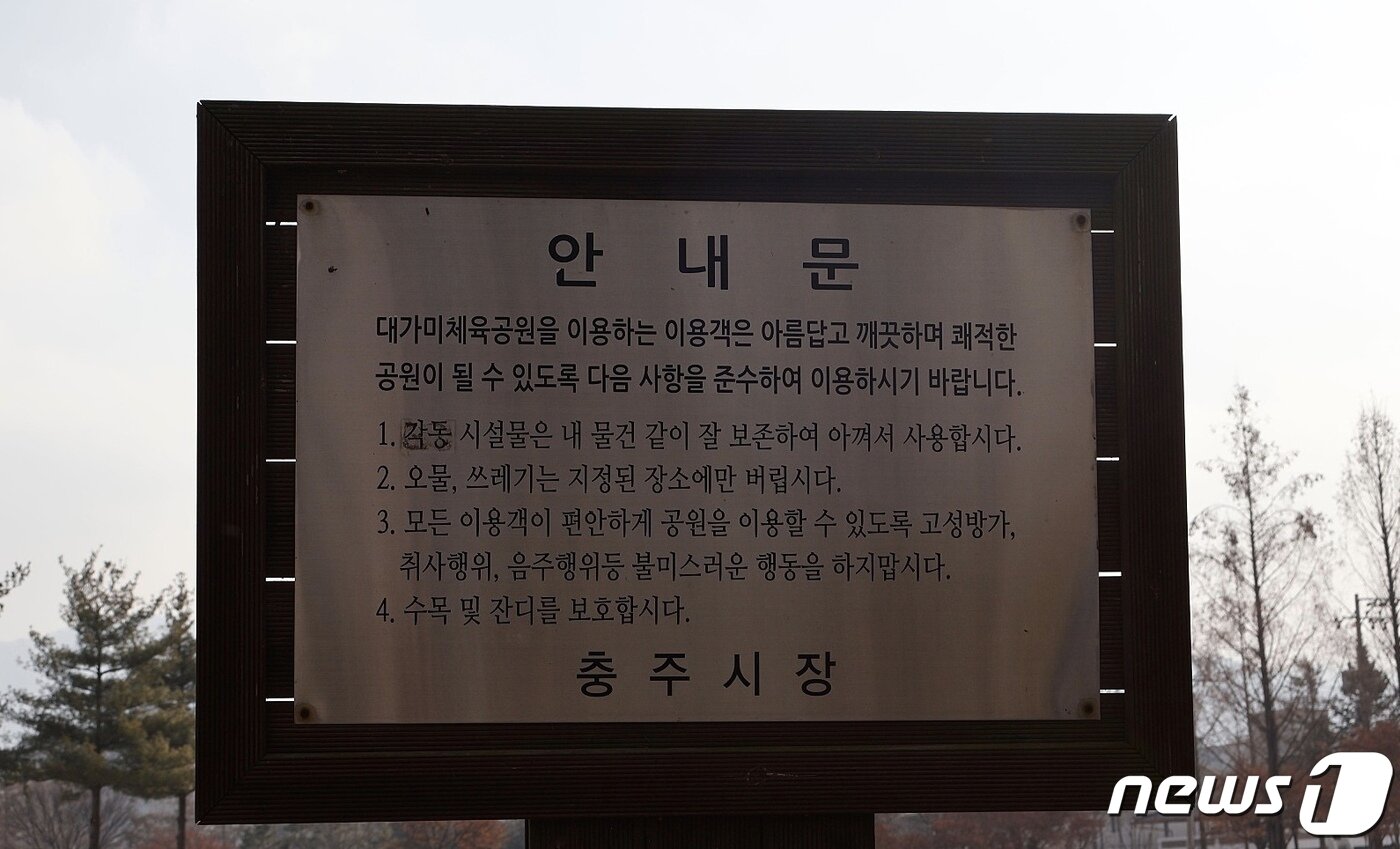 안 내 문
대가미체육공원을 이용하는 이용객은 아름답고 깨끗하며 쾌적한
공원이 될 수 있도록 다음 사항을 준수하여 이용하시기 바랍니다.
1. 각동 시설물은 내 물건 같이 잘 보존하여 아껴서 사용합시다.
2. 오물, 쓰레기는 지정된 장소에만 버립시다.
3. 모든 이용객이 편안하게 공원을 이용할 수 있도록 고성방가,
취사행위, 음주행위등 불미스러운 행동을 하지맙시다.
4. 수목 및 잔디를 보호합시다.
충 주 시 장
news1